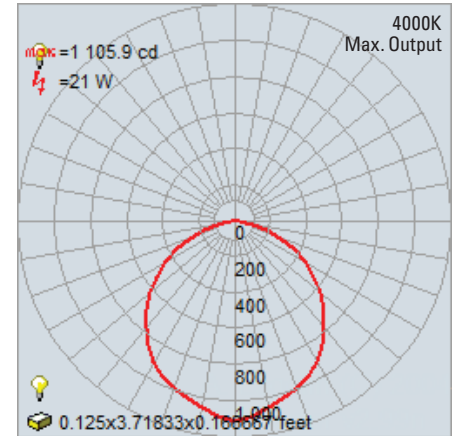 4000K
Max. Output
max =1 105.9 cd
=21 W
0
200
400
600
800
1,000
0.125x3.71833x0.166667 feet